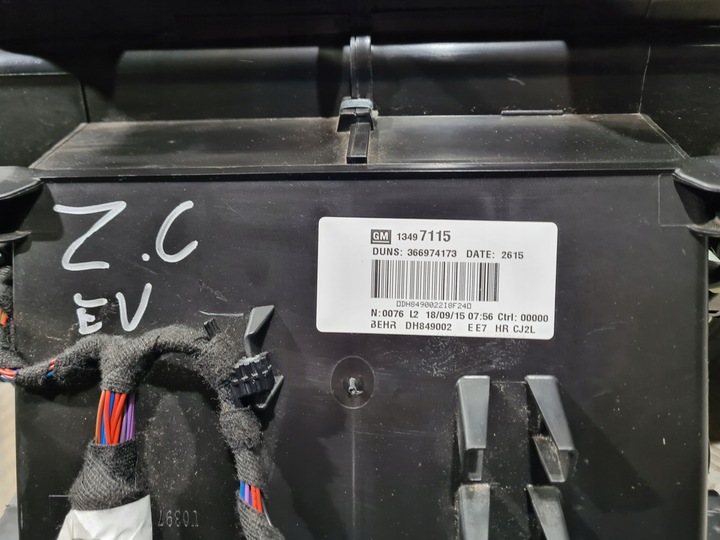 Z.C
EV
GM 13497115
DUNS: 366974173 DATE: 2615
DDH849002218F24D
N:0076 L2 18/09/15 07:56 Ctrl: 00000
BEHR DH849002 E E7 HR CJ2L